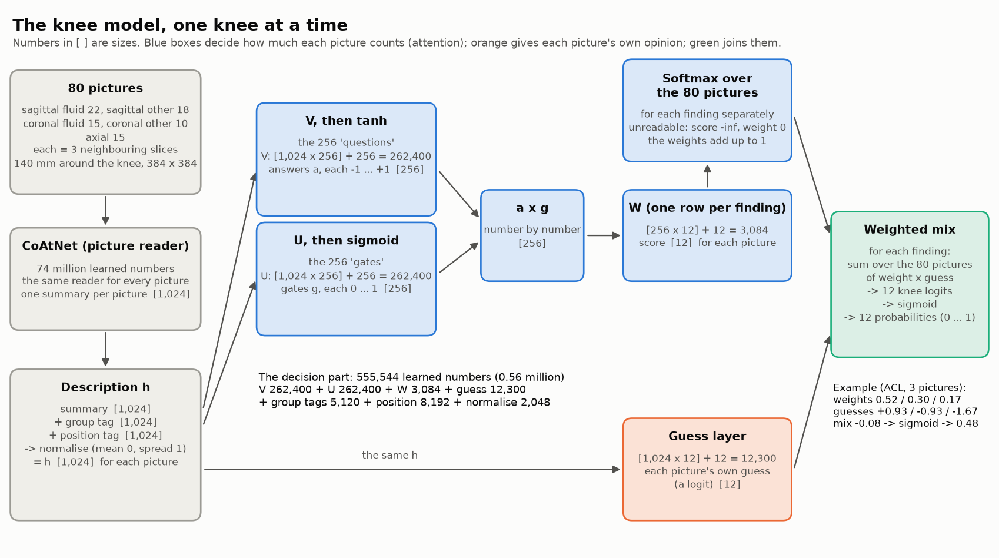 The knee model, one knee at a time
Numbers in [ ] are sizes. Blue boxes decide how much each picture counts (attention); orange gives each picture's own opinion; green joins them.
80 pictures
sagittal fluid 22, sagittal other 18
coronal fluid 15, coronal other 10
axial 15
each = 3 neighbouring slices
140 mm around the knee, 384 x 384
CoAtNet (picture reader)
74 million learned numbers
the same reader for every picture
one summary per picture [1,024]
Description h
summary [1,024]
+ group tag [1,024]
+ position tag [1,024]
-> normalise (mean 0, spread 1)
= h [1,024] for each picture
V, then tanh
the 256 'questions'
V: [1,024 x 256] + 256 = 262,400
answers a, each -1 ... +1 [256]
U, then sigmoid
the 256 'gates'
U: [1,024 x 256] + 256 = 262,400
gates g, each 0 ... 1 [256]
a x g
number by number
[256]
Softmax over
the 80 pictures
for each finding separately
unreadable: score -inf, weight 0
the weights add up to 1
W (one row per finding)
[256 x 12] + 12 = 3,084
score [12] for each picture
Weighted mix
for each finding:
sum over the 80 pictures
of weight x guess
-> 12 knee logits
-> sigmoid
-> 12 probabilities (0 ... 1)
The decision part: 555,544 learned numbers (0.56 million)
V 262,400 + U 262,400 + W 3,084 + guess 12,300
+ group tags 5,120 + position 8,192 + normalise 2,048
Example (ACL, 3 pictures):
weights 0.52 / 0.30 / 0.17
guesses +0.93 / -0.93 / -1.67
mix -0.08 -> sigmoid -> 0.48
the same h
Guess layer
[1,024 x 12] + 12 = 12,300
each picture's own guess
(a logit) [12]